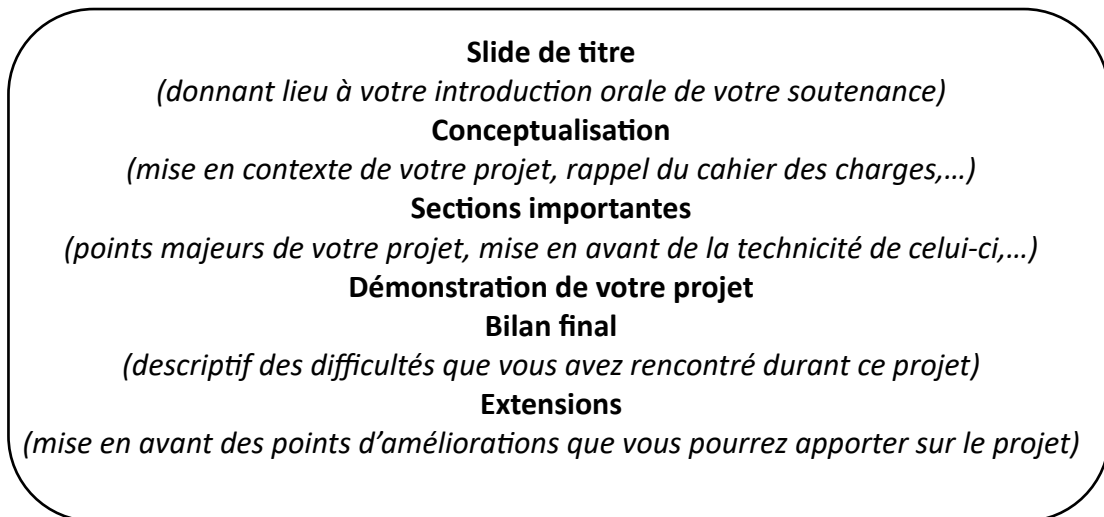 Slide de titre
(donnant lieu à votre introduction orale de votre soutenance)
Conceptualisation
(mise en contexte de votre projet, rappel du cahier des charges,...)
Sections importantes
(points majeurs de votre projet, mise en avant de la technicité de celui-ci,...)
Démonstration de votre projet
Bilan final
(descriptif des difficultés que vous avez rencontré durant ce projet)
Extensions
(mise en avant des points d'améliorations que vous pourrez apporter sur le projet)